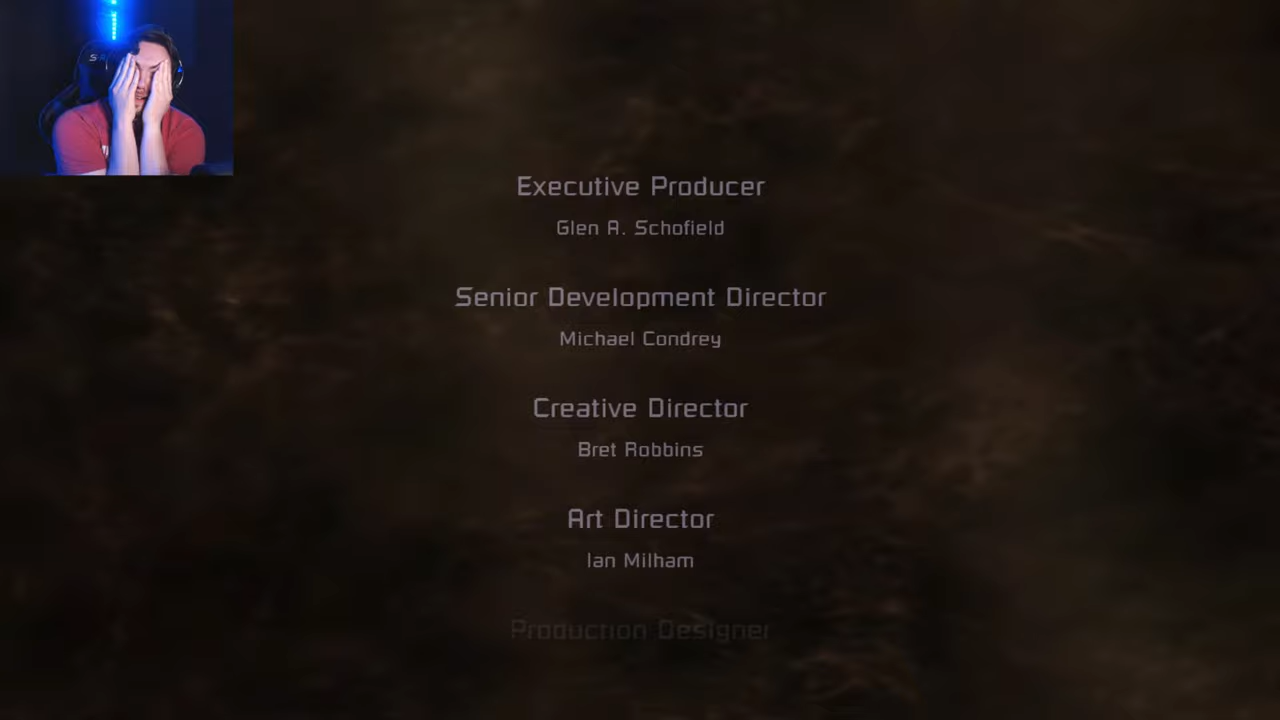 Executive Producer
Glen A. Schofield
Senior Development Director
Michael Condrey
Creative Director
Bret Robbins
Art Director
Ian Milham
Production Designer